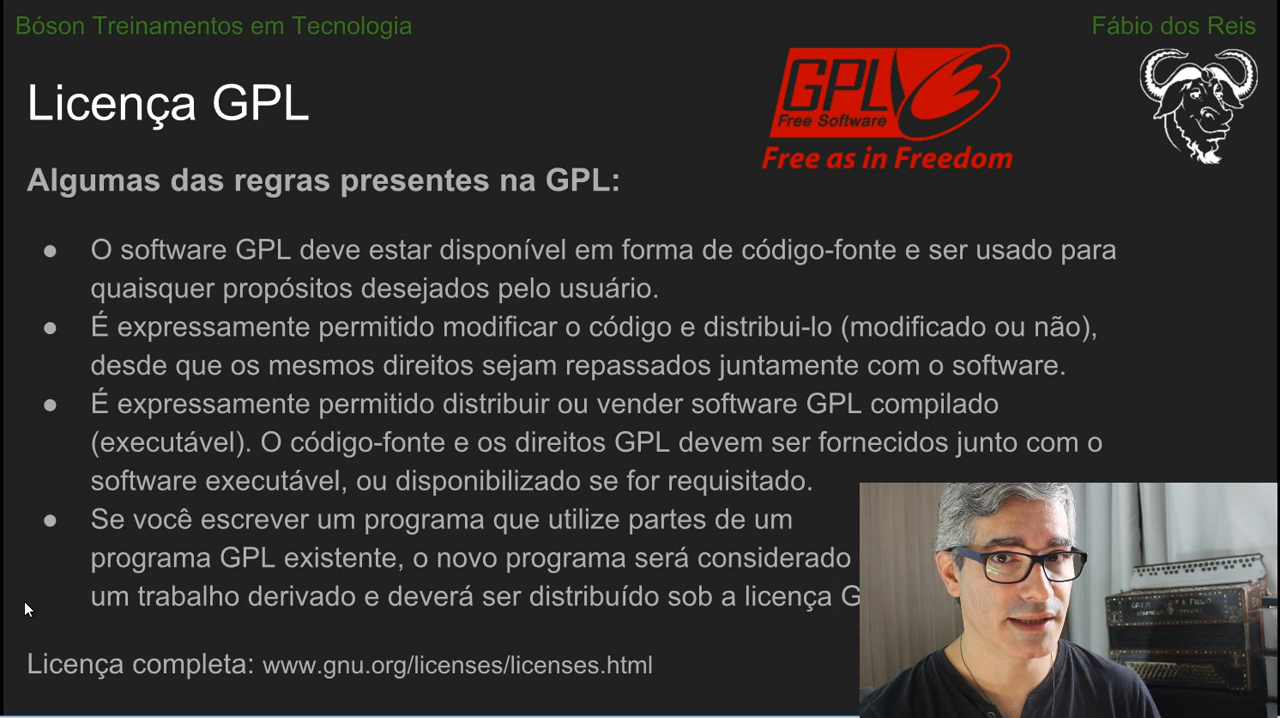 Bóson Treinamentos em Tecnologia
Fábio dos Reis
GPLv3
Free Software
Free as in Freedom
Licença GPL
Algumas das regras presentes na GPL:
● O software GPL deve estar disponível em forma de código-fonte e ser usado para
quaisquer propósitos desejados pelo usuário.
● É expressamente permitido modificar o código e distribui-lo (modificado ou não),
desde que os mesmos direitos sejam repassados juntamente com o software.
● É expressamente permitido distribuir ou vender software GPL compilado
(executável). O código-fonte e os direitos GPL devem ser fornecidos junto com o
software executável, ou disponibilizado se for requisitado.
● Se você escrever um programa que utilize partes de um
programa GPL existente, o novo programa será considerado
um trabalho derivado e deverá ser distribuído sob a licença G
Licença completa: www.gnu.org/licenses/licenses.html